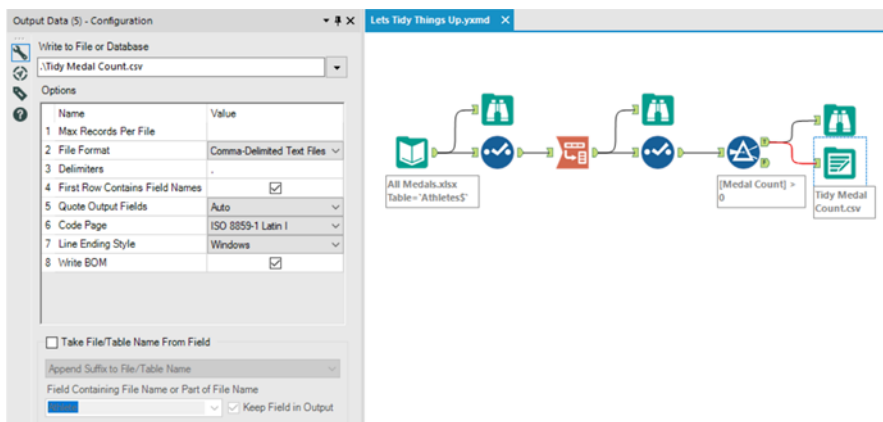 Output Data (5) - Configuration
Write to File or Database
.\Tidy Medal Count.csv
Options
Name Value
1 Max Records Per File
2 File Format Comma-Delimited Text Files
3 Delimiters ,
4 First Row Contains Field Names
5 Quote Output Fields Auto
6 Code Page ISO 8859-1 Latin I
7 Line Ending Style Windows
8 Write BOM
Take File/Table Name From Field
Append Suffix to File/Table Name
Field Containing File Name or Part of File Name
Keep Field in Output
Lets Tidy Things Up.yxmd
All Medals.xlsx
Table='Athletes$'
[Medal Count] >
0
T
F
Tidy Medal
Count.csv